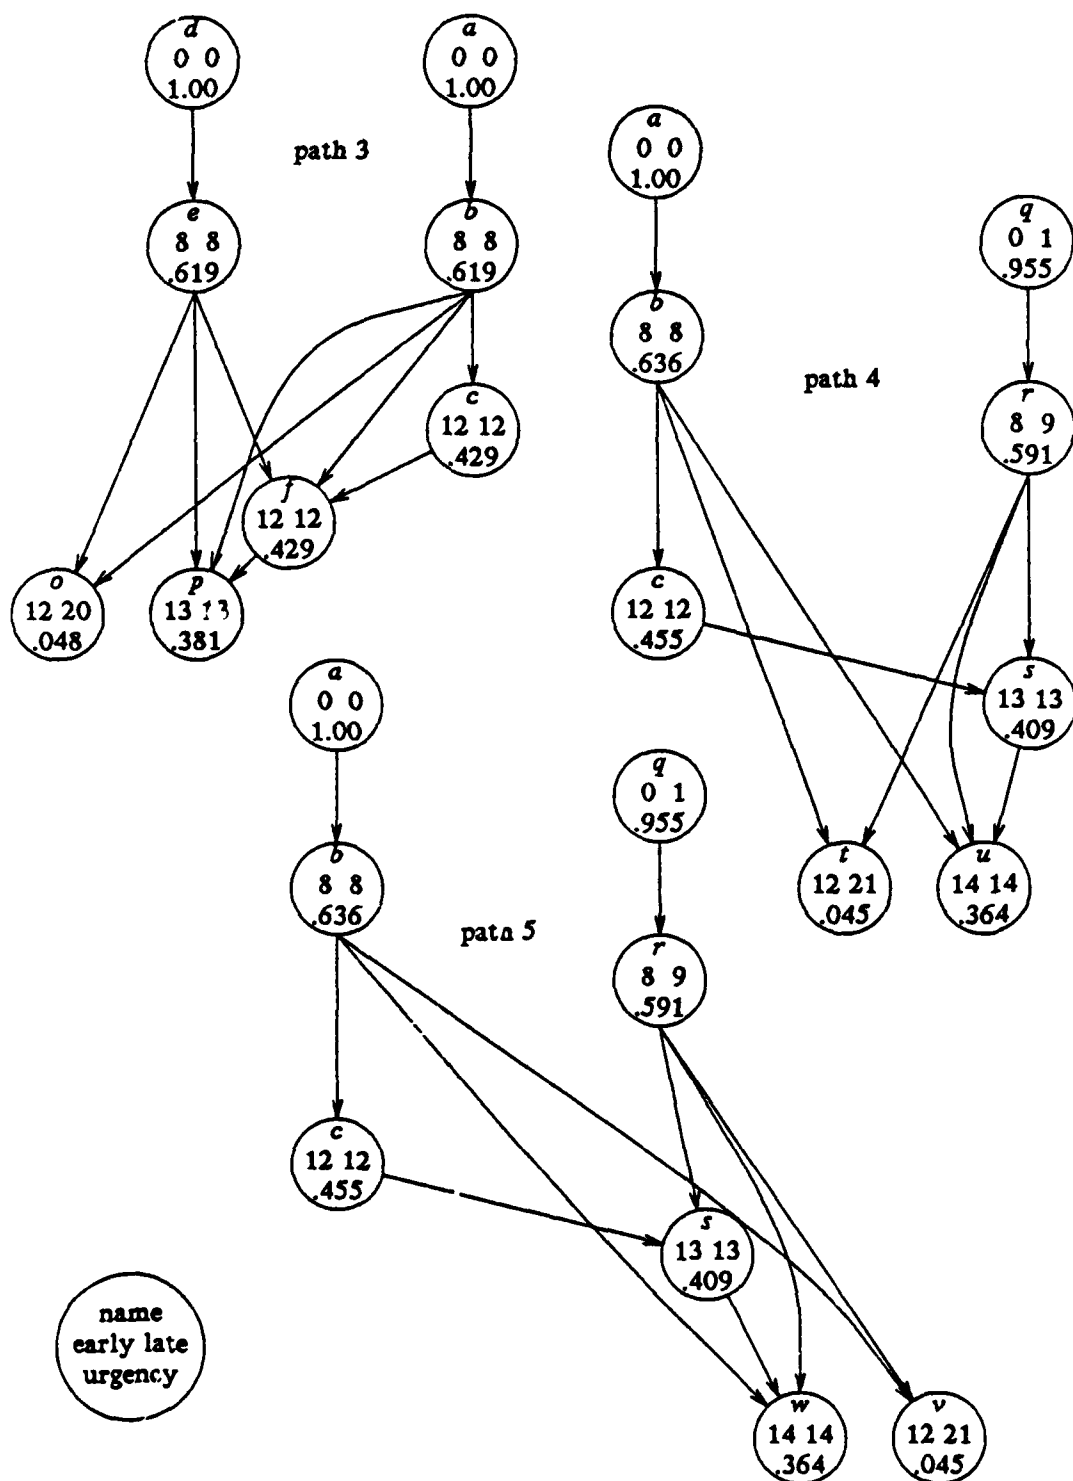 d
0 0
1.00
a
0 0
1.00
path 3
e
8 8
.619
b
8 8
.619
c
12 12
.429
f
12 12
.429
o
12 20
.048
p
13 13
.381
a
0 0
1.00
q
0 1
.955
b
8 8
.636
path 4
r
8 9
.591
c
12 12
.455
s
13 13
.409
t
12 21
.045
u
14 14
.364
a
0 0
1.00
q
0 1
.955
b
8 8
.636
path 5
r
8 9
.591
c
12 12
.455
s
13 13
.409
w
14 14
.364
v
12 21
.045
name
early late
urgency